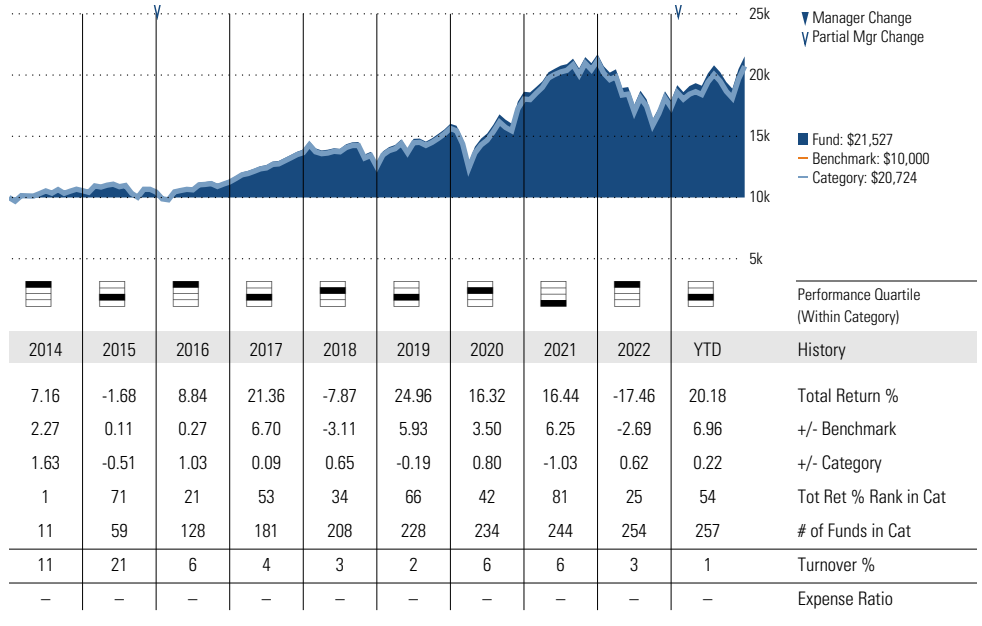 25k
▼ Manager Change
∨ Partial Mgr Change
20k
15k
Fund: $21,527
Benchmark: $10,000
Category: $20,724
10k
5k
Performance Quartile
(Within Category)
2014 2015 2016 2017 2018 2019 2020 2021 2022 YTD History
7.16 -1.68 8.84 21.36 -7.87 24.96 16.32 16.44 -17.46 20.18 Total Return %
2.27 0.11 0.27 6.70 -3.11 5.93 3.50 6.25 -2.69 6.96 +/- Benchmark
1.63 -0.51 1.03 0.09 0.65 -0.19 0.80 -1.03 0.62 0.22 +/- Category
1 71 21 53 34 66 42 81 25 54 Tot Ret % Rank in Cat
11 59 128 181 208 228 234 244 254 257 # of Funds in Cat
11 21 6 4 3 2 6 6 3 1 Turnover %
– – – – – – – – – – Expense Ratio